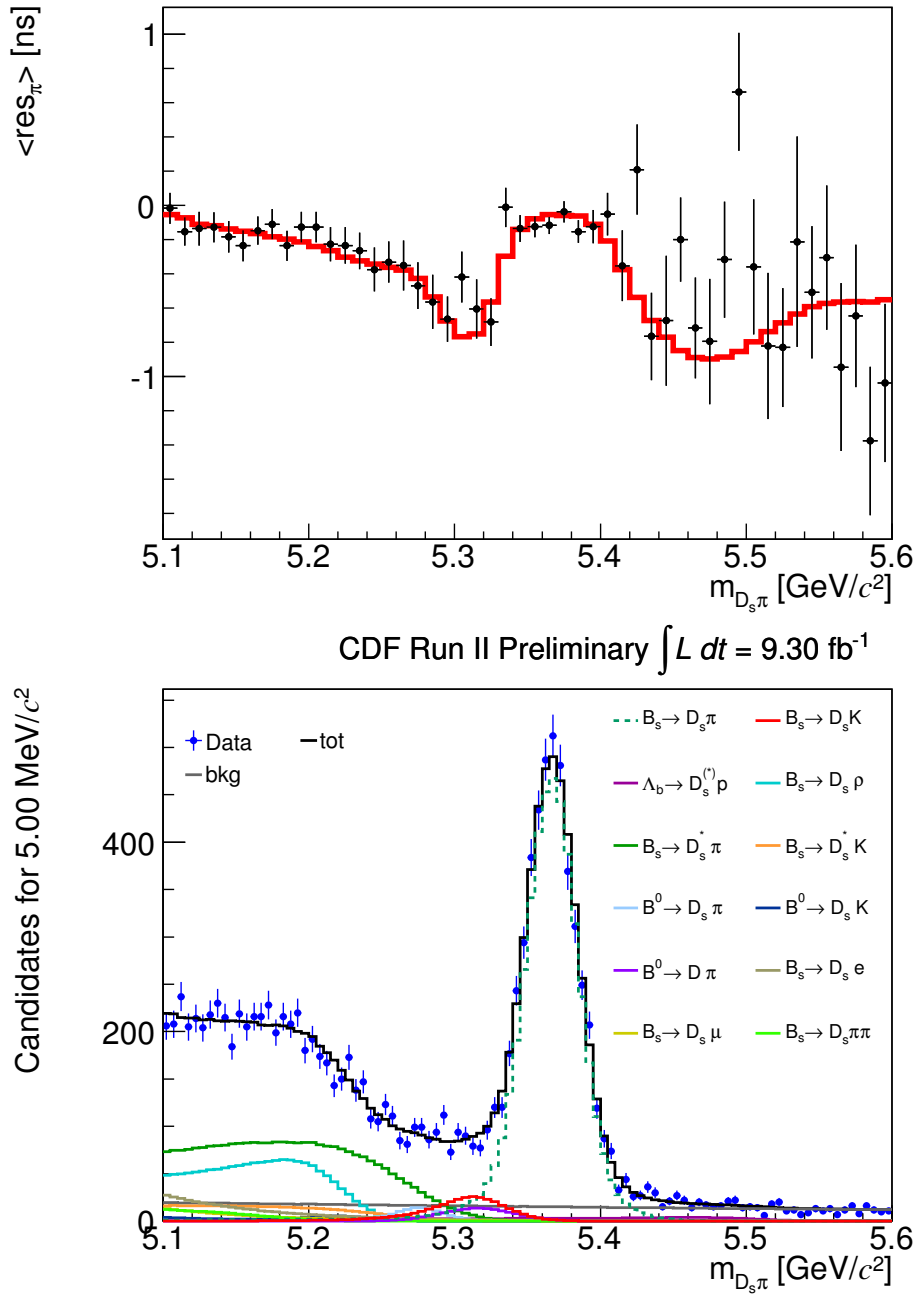 <res_π> [ns]
1
0
-1
5.1 5.2 5.3 5.4 5.5 5.6
m_{D_sπ} [GeV/c²]
CDF Run II Preliminary ∫ L dt = 9.30 fb⁻¹
Candidates for 5.00 MeV/c²
400
200
0
Data
tot
bkg
B_s → D_s π
B_s → D_s K
Λ_b → D_s^(*) p
B_s → D_s ρ
B_s → D_s^* π
B_s → D_s^* K
B⁰ → D_s π
B⁰ → D_s K
B⁰ → D π
B_s → D_s e
B_s → D_s μ
B_s → D_s ππ
5.1 5.2 5.3 5.4 5.5 5.6
m_{D_sπ} [GeV/c²]